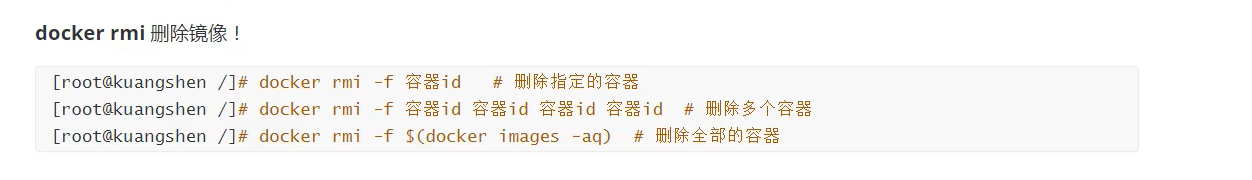 docker rmi 删除镜像！
[root@kuangshen /]# docker rmi -f 容器id   # 删除指定的容器
[root@kuangshen /]# docker rmi -f 容器id 容器id 容器id 容器id  # 删除多个容器
[root@kuangshen /]# docker rmi -f $(docker images -aq)  # 删除全部的容器